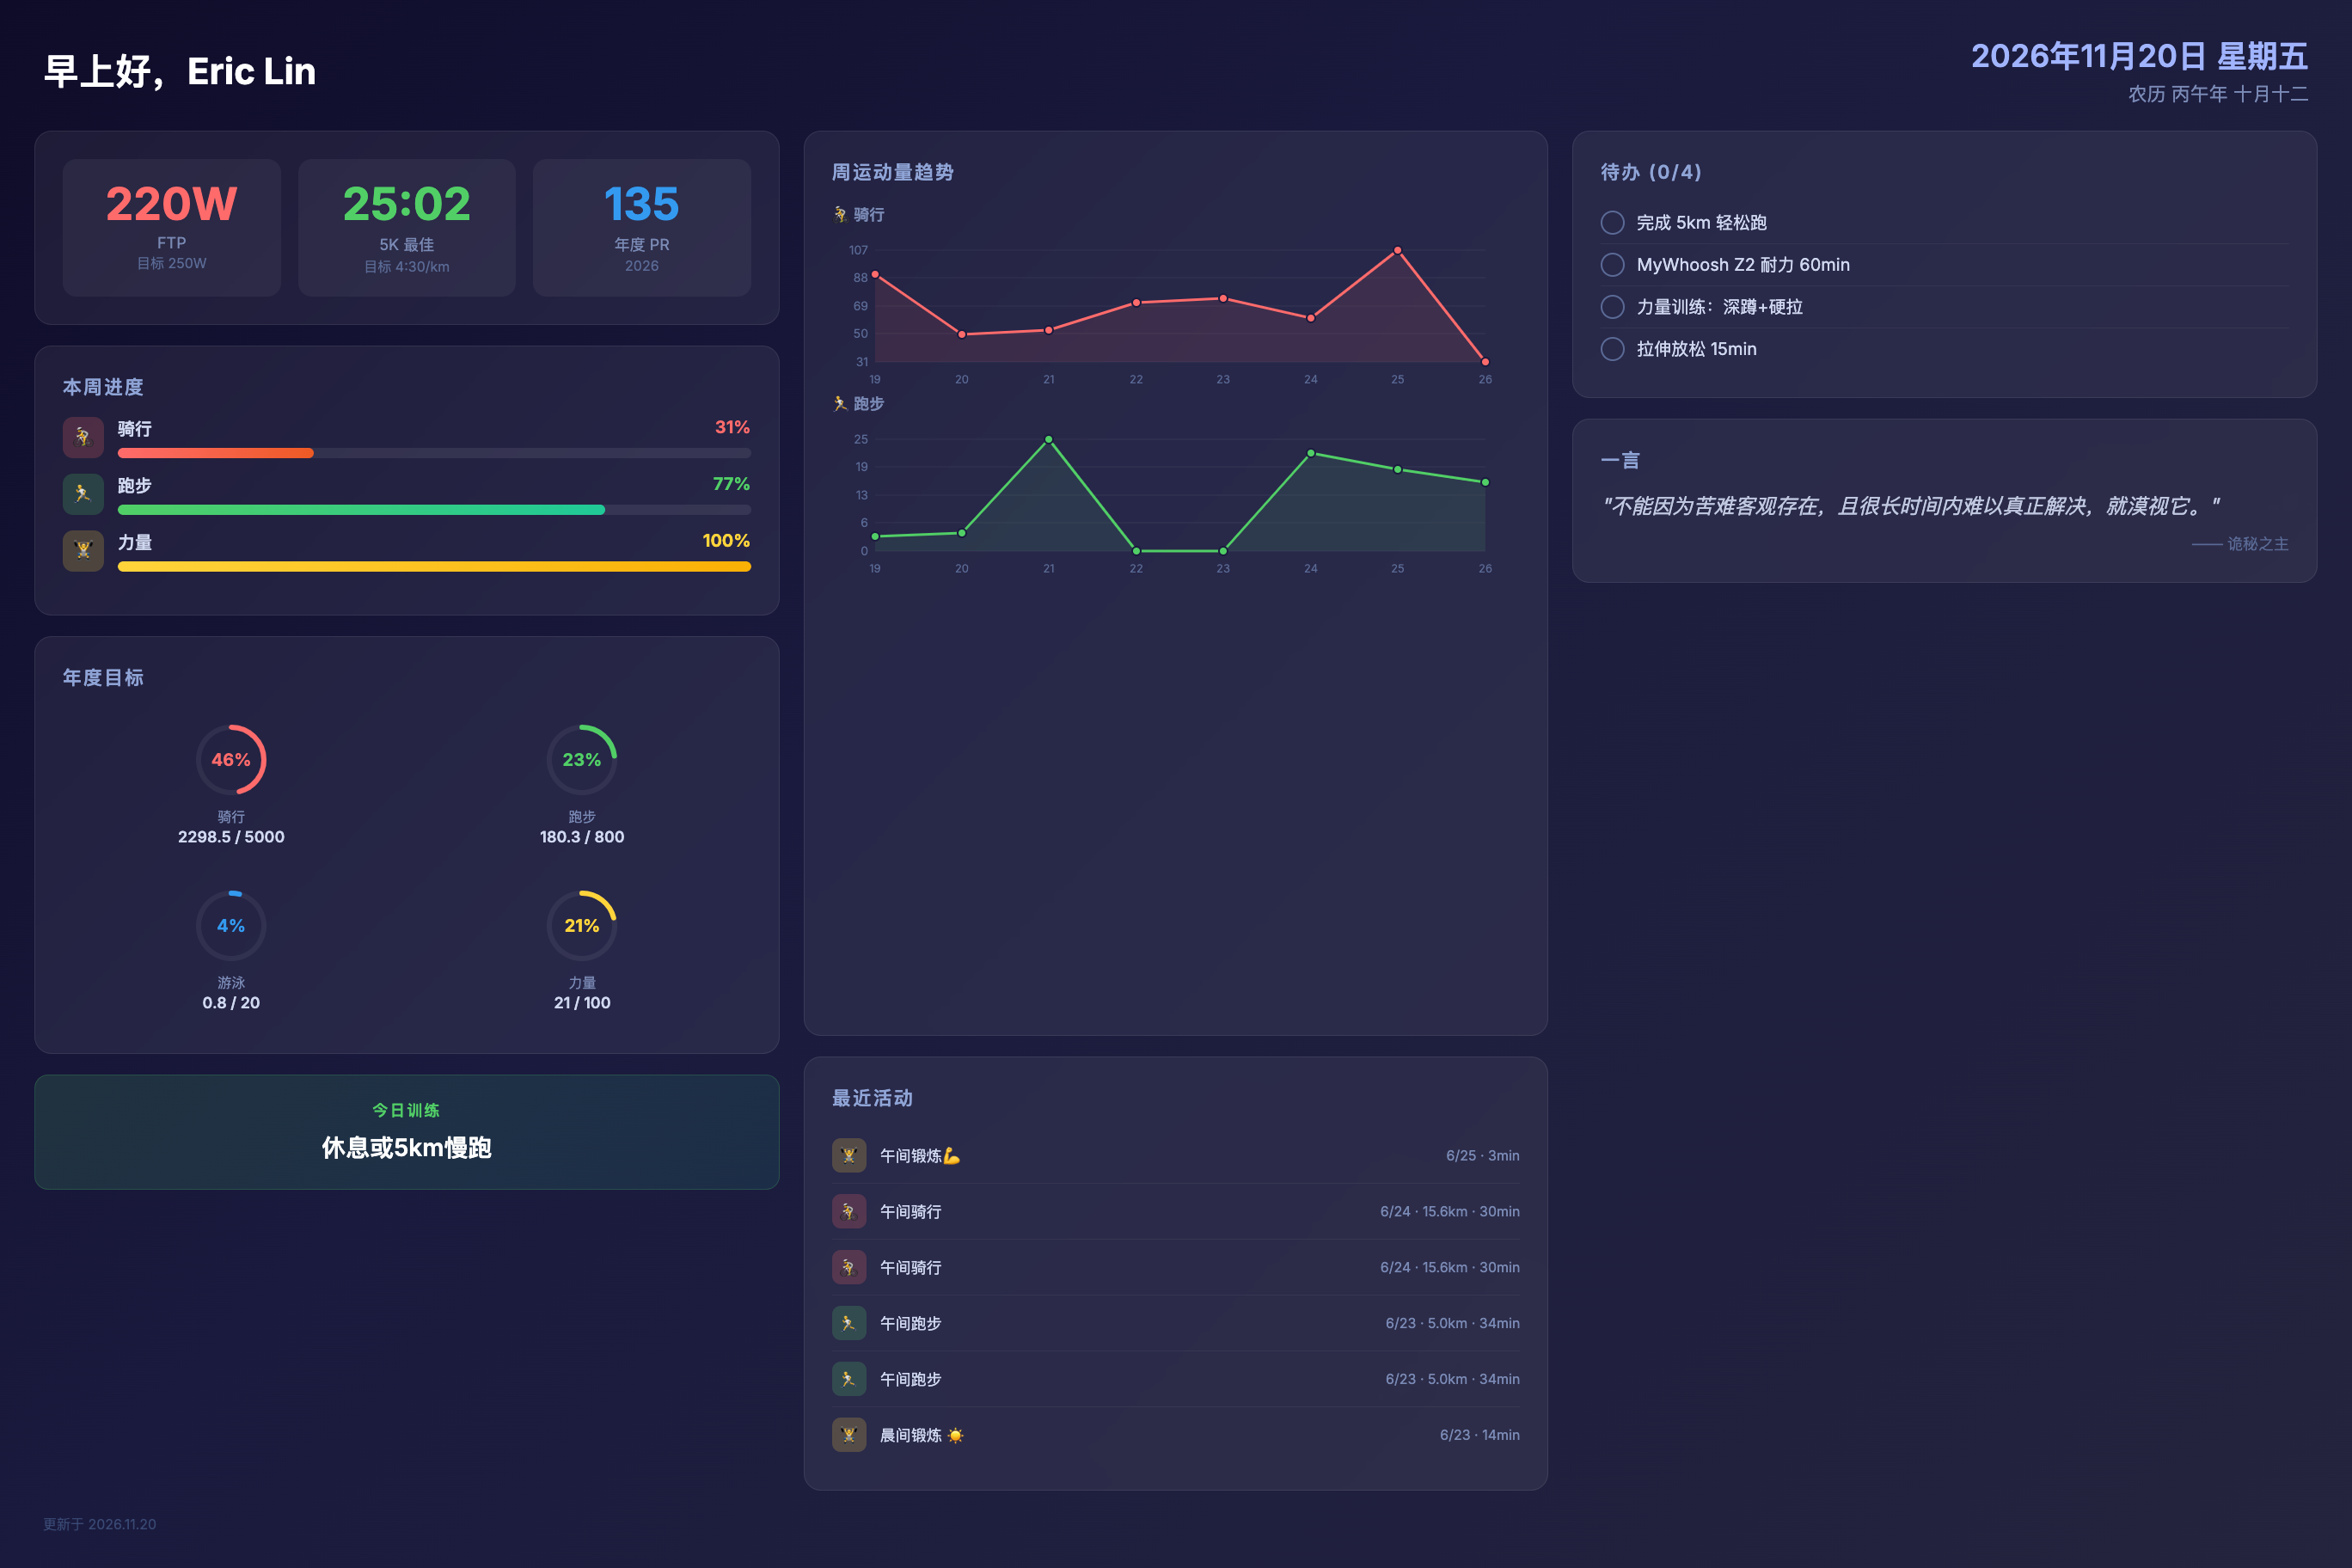 早上好，Eric Lin
2026年11月20日 星期五
农历 丙午年 十月十二
220W
FTP
目标 250W
25:02
5K 最佳
目标 4:30/km
135
年度 PR
2026
本周进度
骑行
31%
跑步
77%
力量
100%
年度目标
46%
骑行
2298.5 / 5000
23%
跑步
180.3 / 800
4%
游泳
0.8 / 20
21%
力量
21 / 100
今日训练
休息或5km慢跑
周运动量趋势
骑行
107
88
69
50
31
19 20 21 22 23 24 25 26
跑步
25
19
13
6
0
19 20 21 22 23 24 25 26
最近活动
午间锻炼💪 6/25 · 3min
午间骑行 6/24 · 15.6km · 30min
午间骑行 6/24 · 15.6km · 30min
午间跑步 6/23 · 5.0km · 34min
午间跑步 6/23 · 5.0km · 34min
晨间锻炼 ☀️ 6/23 · 14min
待办 (0/4)
完成 5km 轻松跑
MyWhoosh Z2 耐力 60min
力量训练：深蹲+硬拉
拉伸放松 15min
一言
"不能因为苦难客观存在，且很长时间内难以真正解决，就漠视它。"
—— 诡秘之主
更新于 2026.11.20